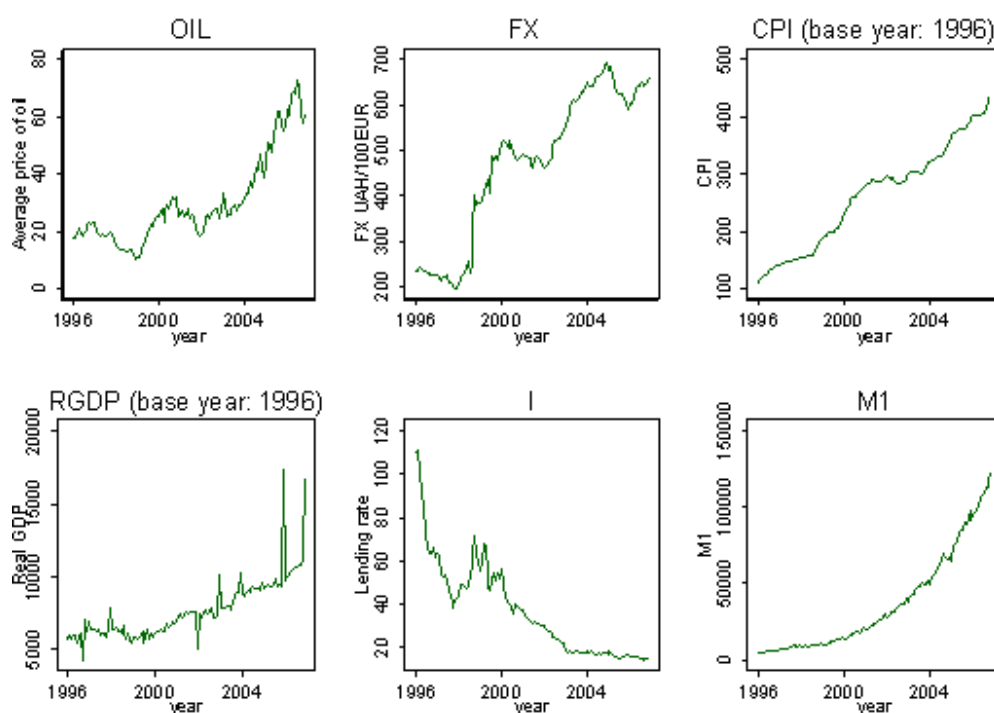 OIL
Average price of oil
80
60
40
20
0
1996
2000
2004
year
FX
FX UAH/100EUR
700
600
500
400
300
200
1996
2000
2004
year
CPI (base year: 1996)
CPI
500
400
300
200
100
1996
2000
2004
year
RGDP (base year: 1996)
Real GDP
20000
15000
10000
5000
1996
2000
2004
year
I
Lending rate
120
100
80
60
40
20
1996
2000
2004
year
M1
M1
150000
100000
50000
0
1996
2000
2004
year